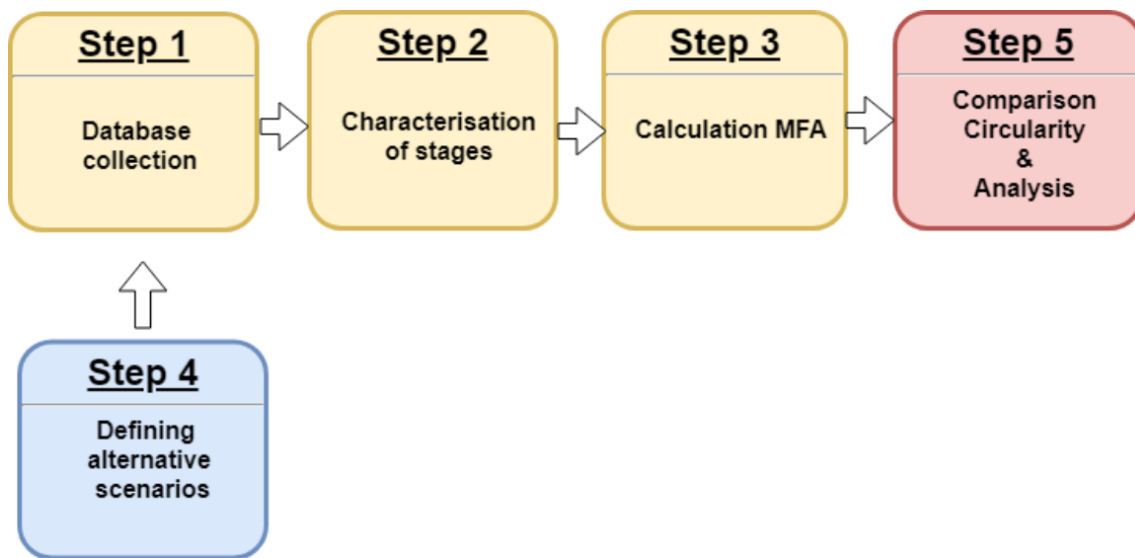 Step 1
Database
collection
Step 2
Characterisation
of stages
Step 3
Calculation MFA
Step 5
Comparison
Circularity
&
Analysis
Step 4
Defining
alternative
scenarios